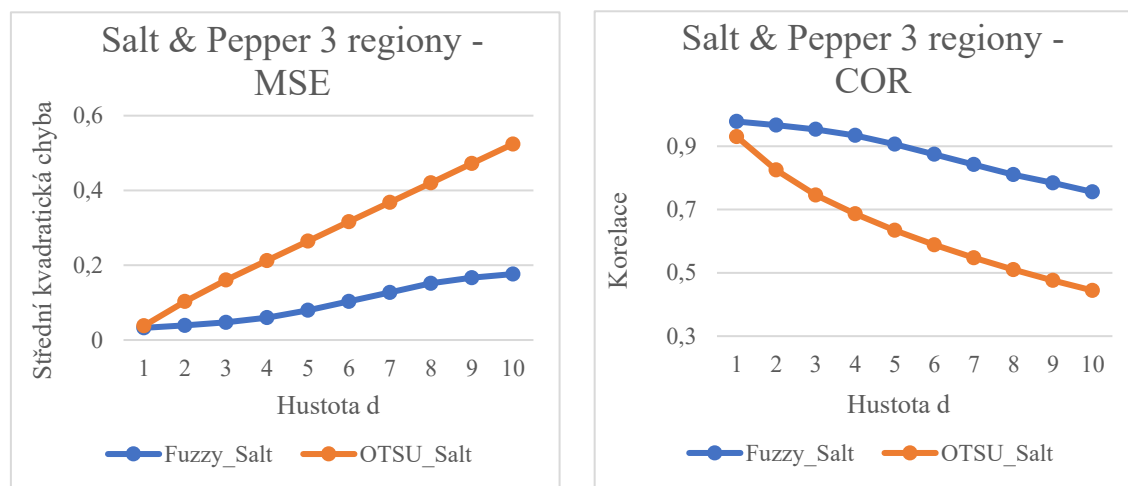 Salt & Pepper 3 regiony -
MSE
Střední kvadratická chyba
0,6
0,4
0,2
0
1 2 3 4 5 6 7 8 9 10
Hustota d
Fuzzy_Salt OTSU_Salt
Salt & Pepper 3 regiony -
COR
Korelace
0,9
0,7
0,5
0,3
1 2 3 4 5 6 7 8 9 10
Hustota d
Fuzzy_Salt OTSU_Salt